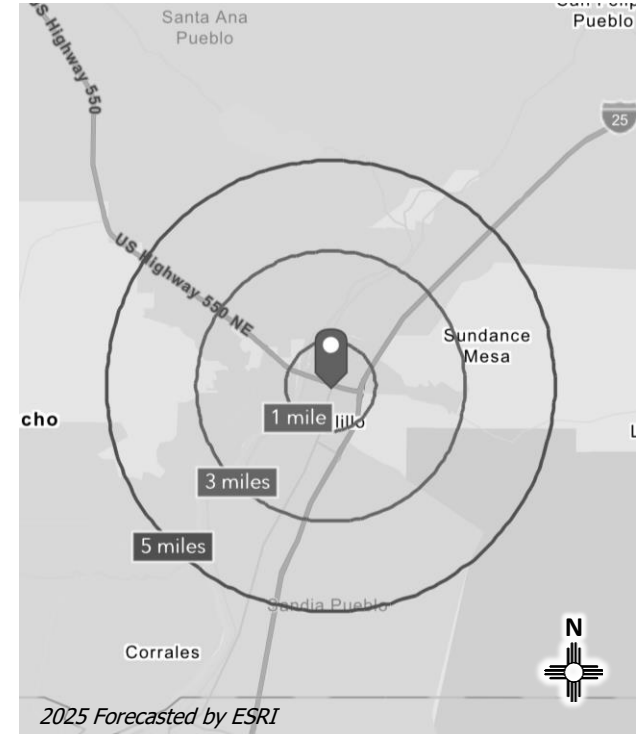 Santa Ana
Pueblo
Pueblo
US Highway 550
25
US Highway 550 NE
Sundance
Mesa
cho
1 mile
lillo
L
3 miles
5 miles
Sandia Pueblo
Corrales
N
2025 Forecasted by ESRI